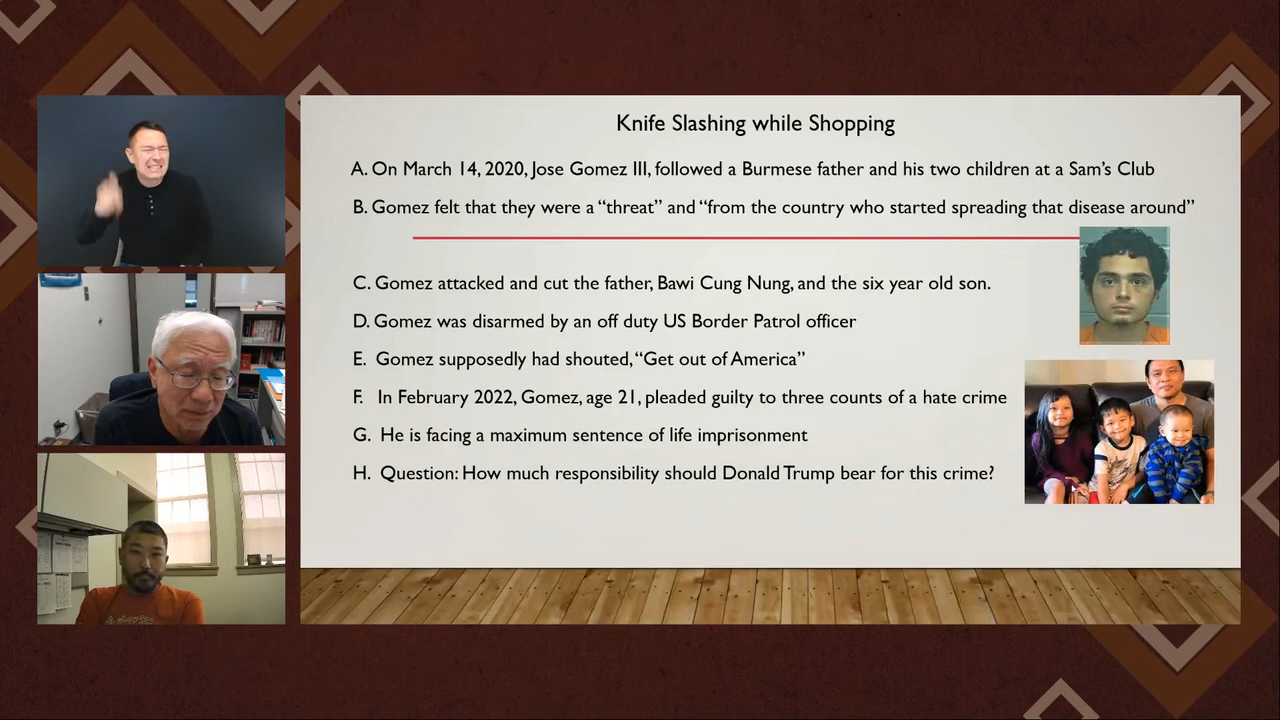 Knife Slashing while Shopping
A. On March 14, 2020, Jose Gomez III, followed a Burmese father and his two children at a Sam's Club
B. Gomez felt that they were a “threat” and “from the country who started spreading that disease around”
C. Gomez attacked and cut the father, Bawi Cung Nung, and the six year old son.
D. Gomez was disarmed by an off duty US Border Patrol officer
E. Gomez supposedly had shouted, “Get out of America”
F. In February 2022, Gomez, age 21, pleaded guilty to three counts of a hate crime
G. He is facing a maximum sentence of life imprisonment
H. Question: How much responsibility should Donald Trump bear for this crime?